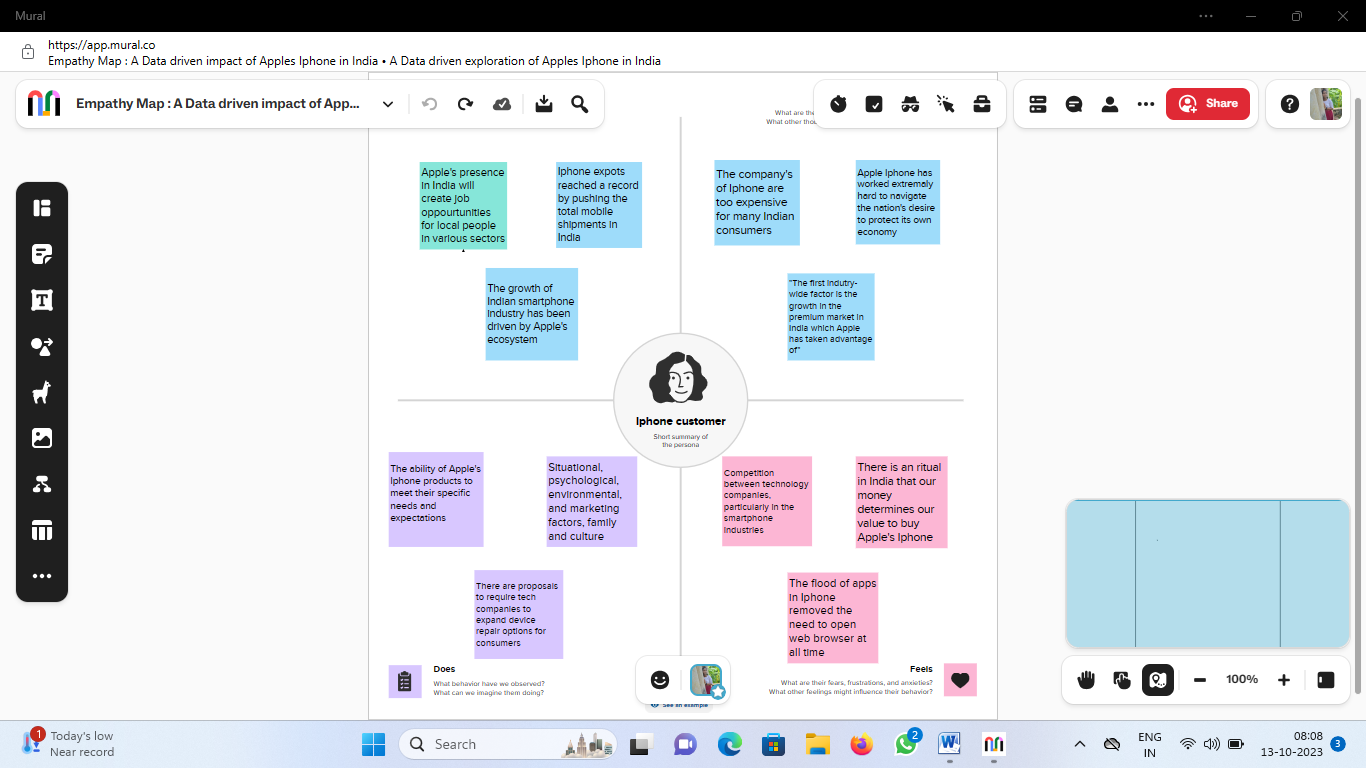 Mural
https://app.mural.co
Empathy Map : A Data driven impact of Apples Iphone in India • A Data driven exploration of Apples Iphone in India
Empathy Map : A Data driven impact of App...
Share
What are the
What other thou
Apple's presence
in India will
create job
oppourtunities
for local people
in various sectors
Iphone expots
reached a record
by pushing the
total mobile
shipments in
India
The growth of
Indian smartphone
industry has been
driven by Apple's
ecosystem
The company's
of Iphone are
too expensive
for many Indian
consumers
Apple Iphone has
worked extremaly
hard to navigate
the nation's desire
to protect its own
economy
"The first indutry-
wide factor is the
growth in the
premium market in
India which Apple
has taken advantage
of"
Iphone customer
Short summary of
the persona
The ability of Apple's
Iphone products to
meet their specific
needs and
expectations
Situational,
psychological,
environmental,
and marketing
factors, family
and culture
There are proposals
to require tech
companies to
expand device
repair options for
consumers
Competition
between technology
companies,
particularly in the
smartphone
industries
There is an ritual
in India that our
money
determines our
value to buy
Apple's Iphone
The flood of apps
in Iphone
removed the
need to open
web browser at
all time
Does
What behavior have we observed?
What can we imagine them doing?
Feels
What are their fears, frustrations, and anxieties?
What other feelings might influence their behavior?
See an example
100%
1
Today's low
Near record
Search
2
ENG
IN
08:08
13-10-2023
3